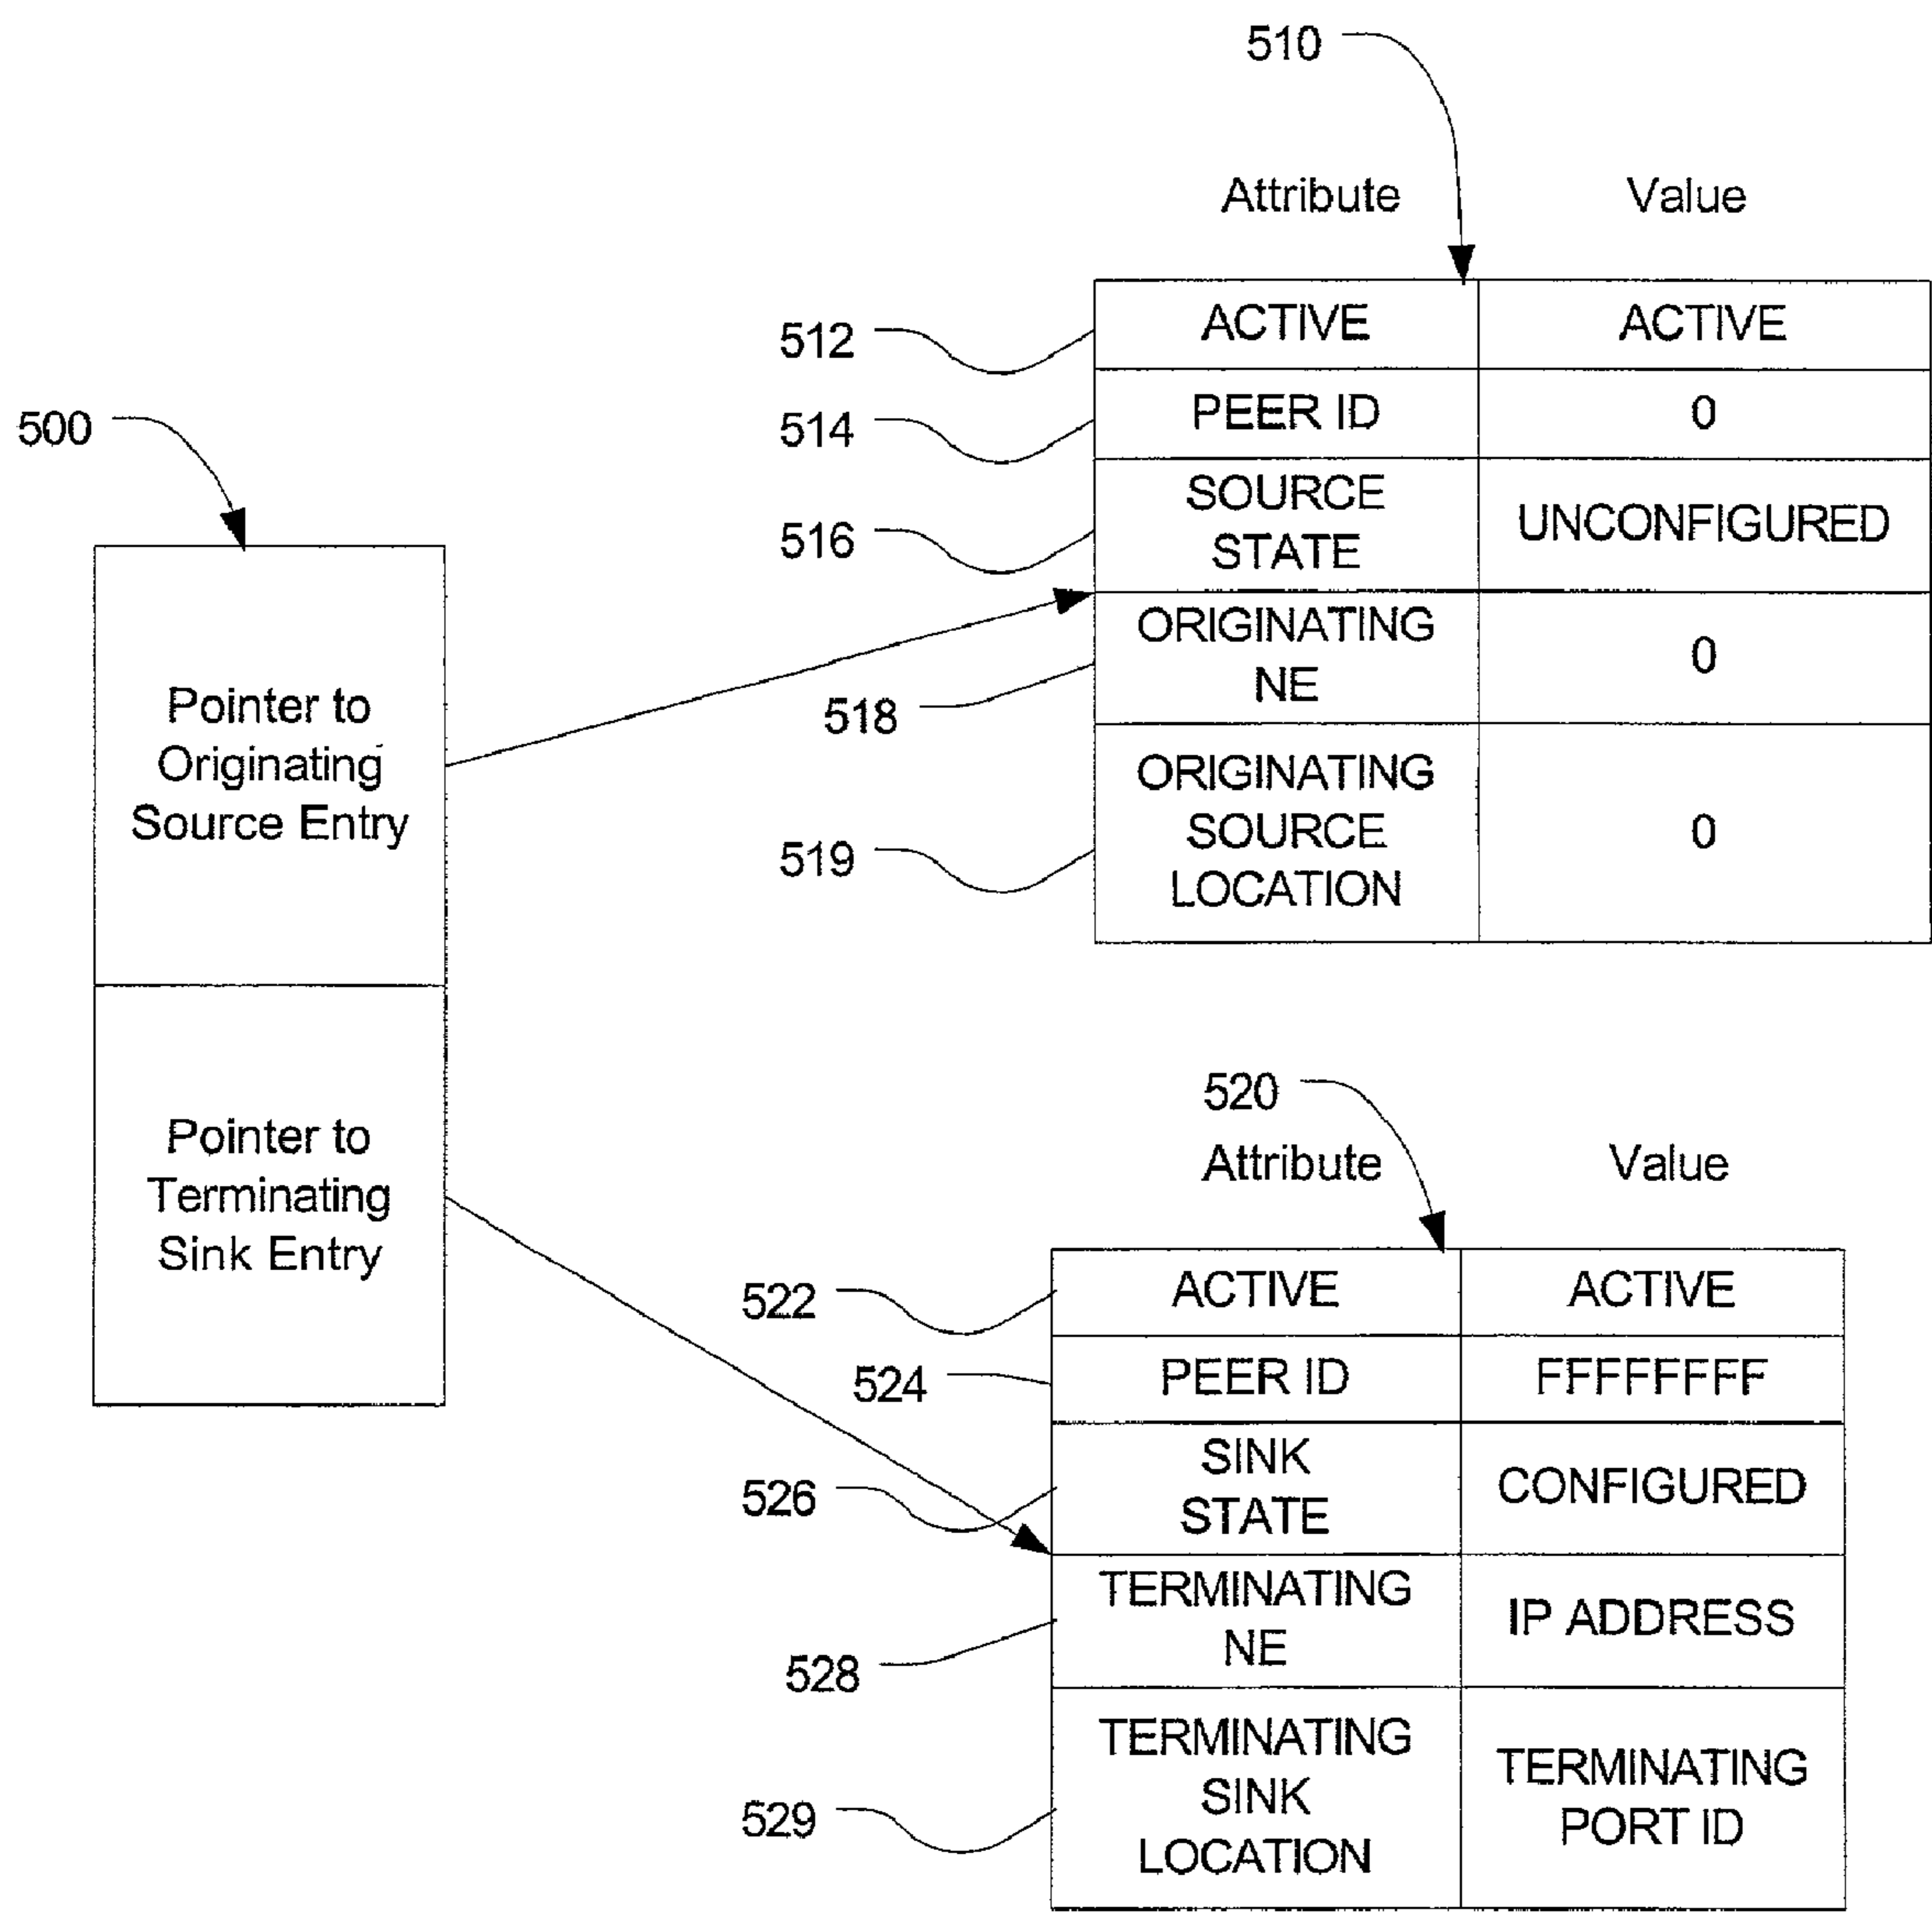 510
Attribute Value
512 ACTIVE ACTIVE
514 PEER ID 0
500
516 SOURCE
STATE UNCONFIGURED
518 ORIGINATING
NE 0
519 ORIGINATING
SOURCE
LOCATION 0
Pointer to
Originating
Source Entry
Pointer to
Terminating
Sink Entry
520
Attribute Value
522 ACTIVE ACTIVE
524 PEER ID FFFFFFFF
526 SINK
STATE CONFIGURED
528 TERMINATING
NE IP ADDRESS
529 TERMINATING
SINK
LOCATION
TERMINATING
PORT ID